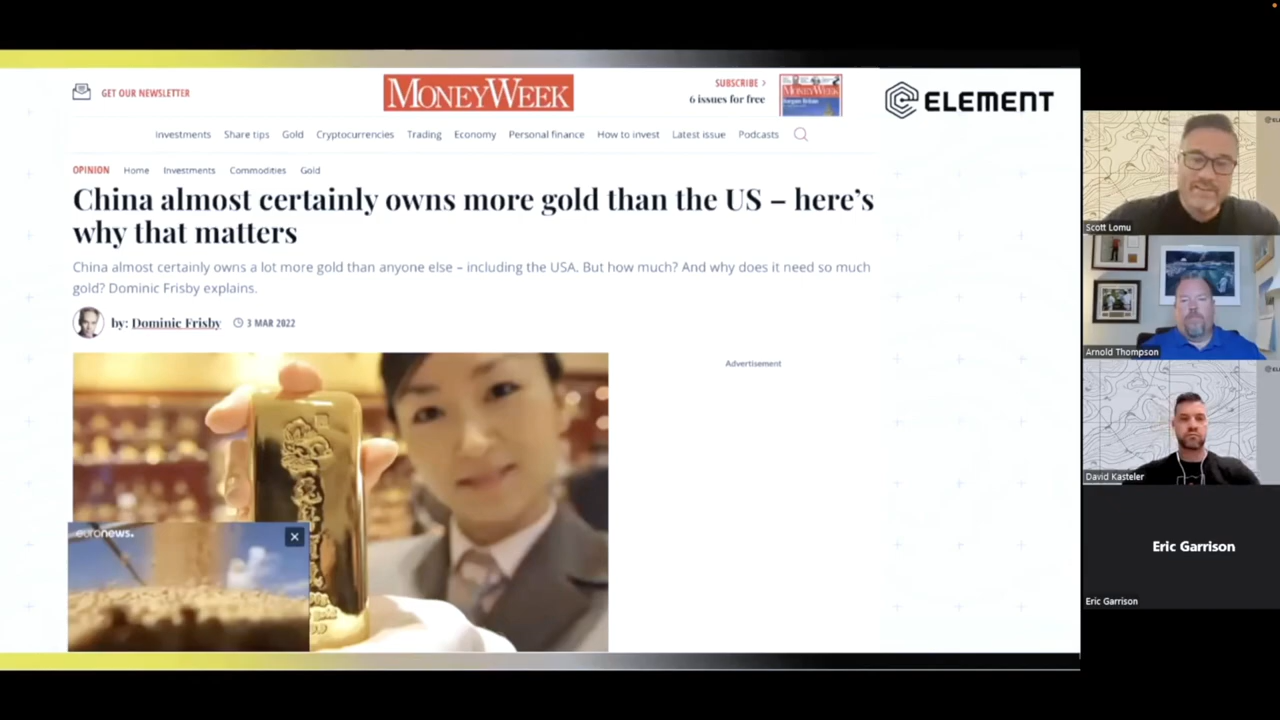 GET OUR NEWSLETTER
MONEYWEEK
SUBSCRIBE >
6 issues for free
MONEYWEEK
ELEMENT
Investments Share tips Gold Cryptocurrencies Trading Economy Personal finance How to invest Latest issue Podcasts
OPINION Home Investments Commodities Gold
China almost certainly owns more gold than the US – here's
why that matters
China almost certainly owns a lot more gold than anyone else – including the USA. But how much? And why does it need so much
gold? Dominic Frisby explains.
by: Dominic Frisby 3 MAR 2022
Advertisement
euronews.
Scott Lomu
Arnold Thompson
David Kasteler
Eric Garrison
Eric Garrison